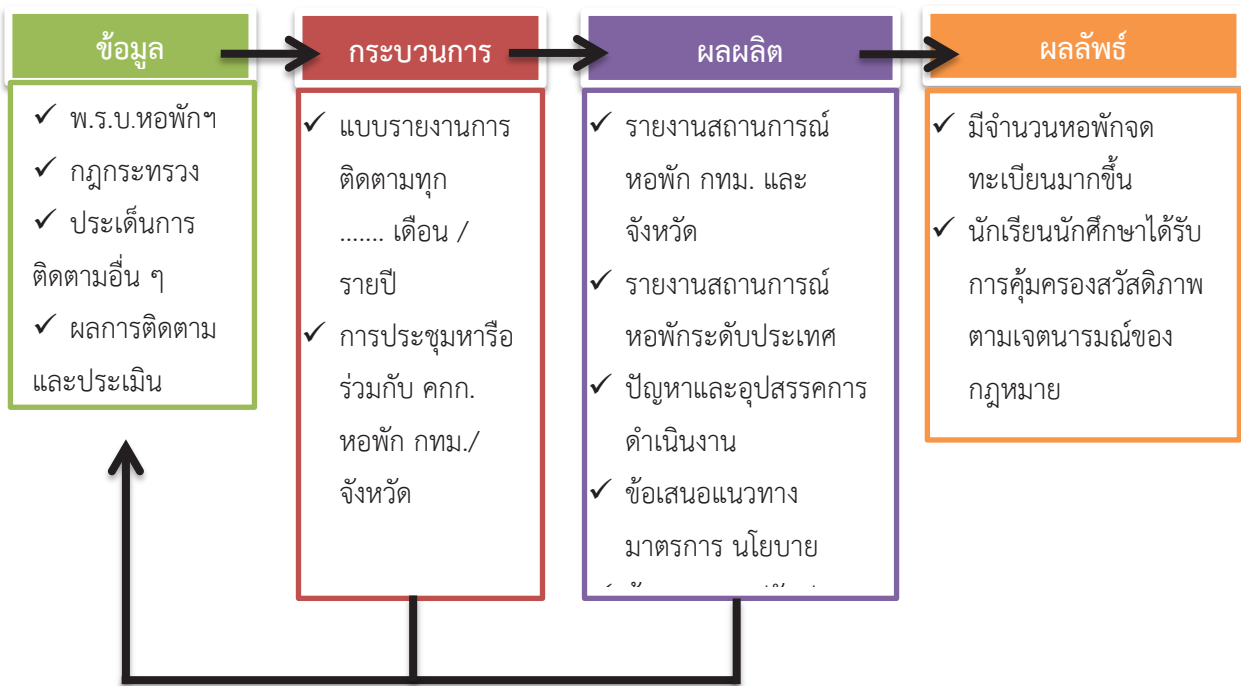 ข้อมูล
กระบวนการ
ผลผลิต
ผลลัพธ์
✓ พ.ร.บ.หอพักฯ
✓ กฎกระทรวง
✓ ประเด็นการ
ติดตามอื่น ๆ
✓ ผลการติดตาม
และประเมิน
✓ แบบรายงานการ
ติดตามทุก
....... เดือน /
รายปี
✓ การประชุมหารือ
ร่วมกับ คกก.
หอพัก กทม./
จังหวัด
✓ รายงานสถานการณ์
หอพัก กทม. และ
จังหวัด
✓ รายงานสถานการณ์
หอพักระดับประเทศ
✓ ปัญหาและอุปสรรคการ
ดำเนินงาน
✓ ข้อเสนอแนวทาง
มาตรการ นโยบาย
✓ มีจำนวนหอพักจด
ทะเบียนมากขึ้น
✓ นักเรียนนักศึกษาได้รับ
การคุ้มครองสวัสดิภาพ
ตามเจตนารมณ์ของ
กฎหมาย